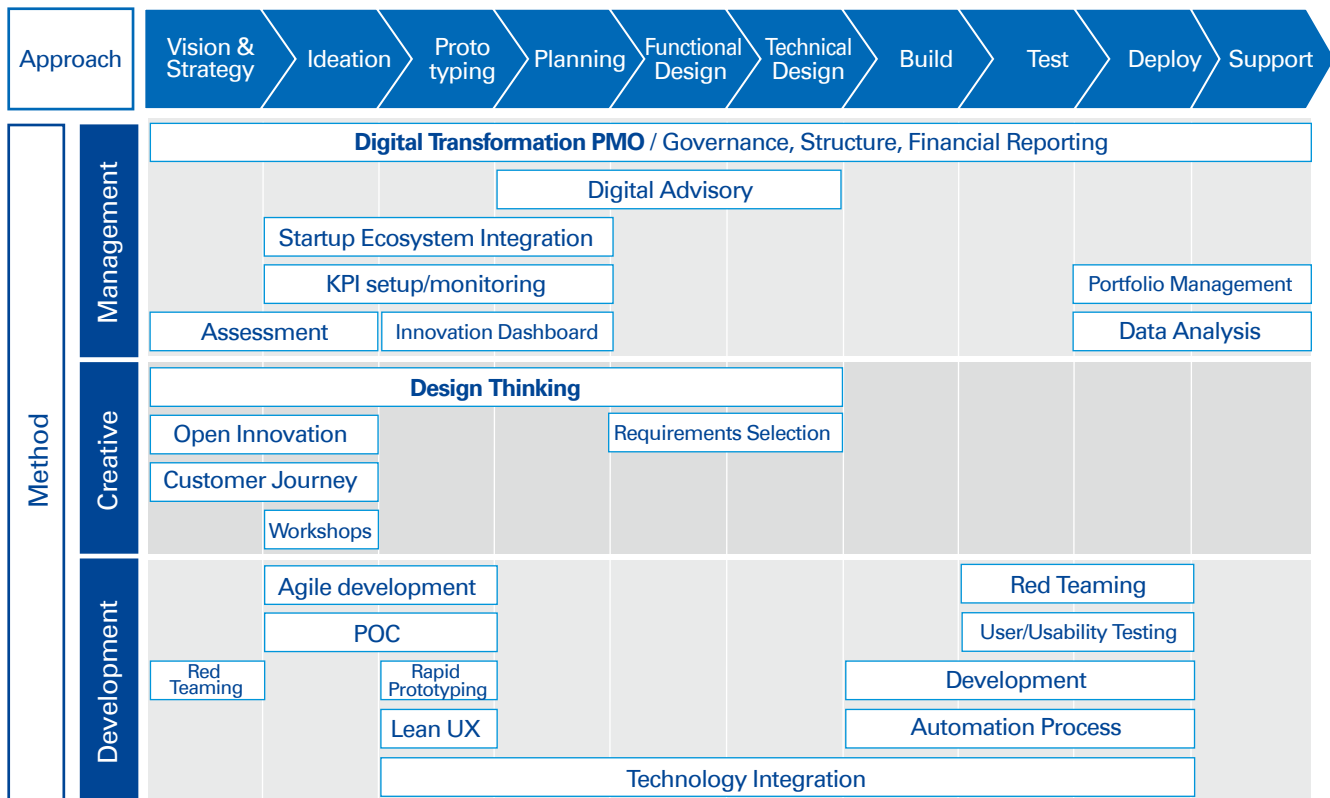 Approach
Vision &
Strategy
Ideation
Proto
typing
Planning
Functional
Design
Technical
Design
Build
Test
Deploy
Support
Method
Management
Digital Transformation PMO / Governance, Structure, Financial Reporting
Digital Advisory
Startup Ecosystem Integration
KPI setup/monitoring
Portfolio Management
Assessment
Innovation Dashboard
Data Analysis
Creative
Design Thinking
Open Innovation
Requirements Selection
Customer Journey
Workshops
Development
Agile development
Red Teaming
POC
User/Usability Testing
Red
Teaming
Rapid
Prototyping
Development
Lean UX
Automation Process
Technology Integration